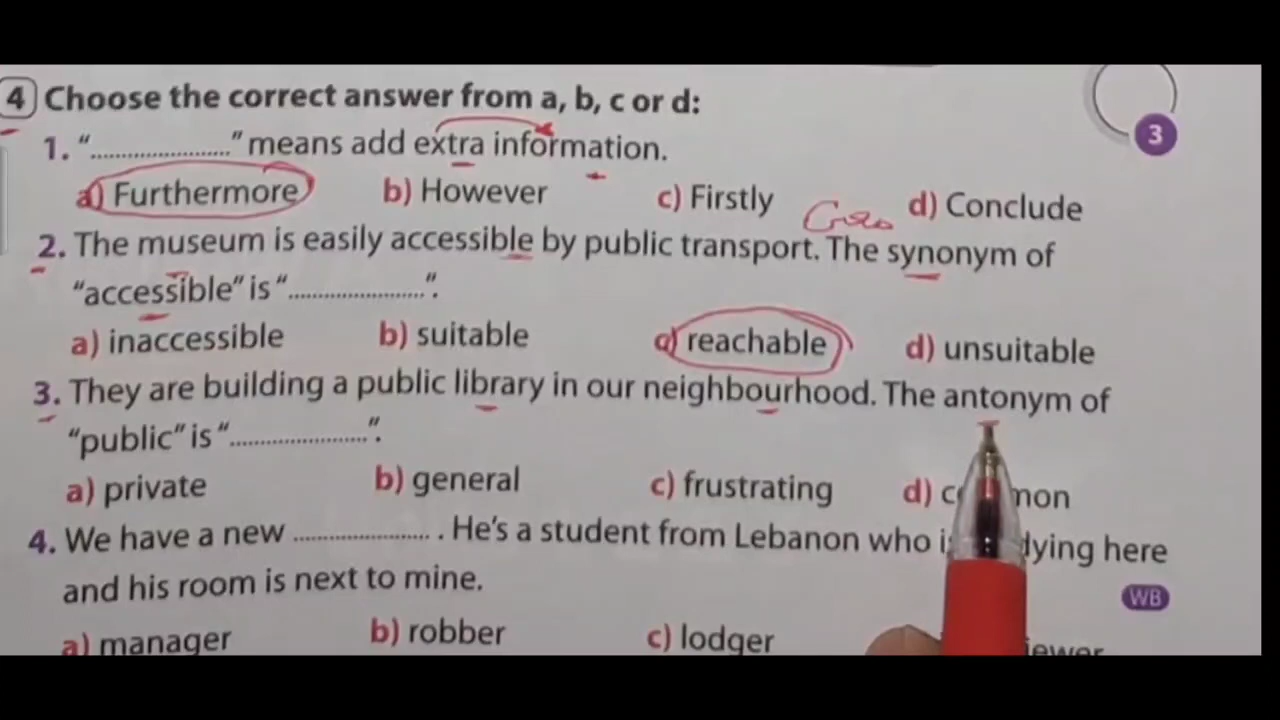 4 Choose the correct answer from a, b, c or d:
3
1. "......................" means add extra information.
a) Furthermore b) However c) Firstly d) Conclude
2. The museum is easily accessible by public transport. The synonym of
"accessible" is "......................".
a) inaccessible b) suitable c) reachable d) unsuitable
3. They are building a public library in our neighbourhood. The antonym of
"public" is "......................".
a) private b) general c) frustrating d)
4. We have a new ...................... . He's a student from Lebanon who here
and his room is next to mine.
WB
a) manager b) robber c) lodger